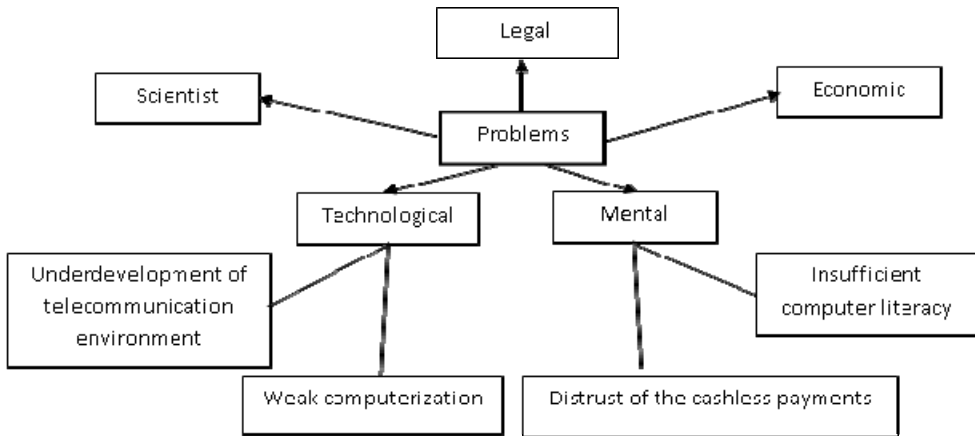 Legal
Scientist
Economic
Problems
Technological
Mental
Underdevelopment of
telecommunication
environment
Insufficient
computer literacy
Weak computerization
Distrust of the cashless payments